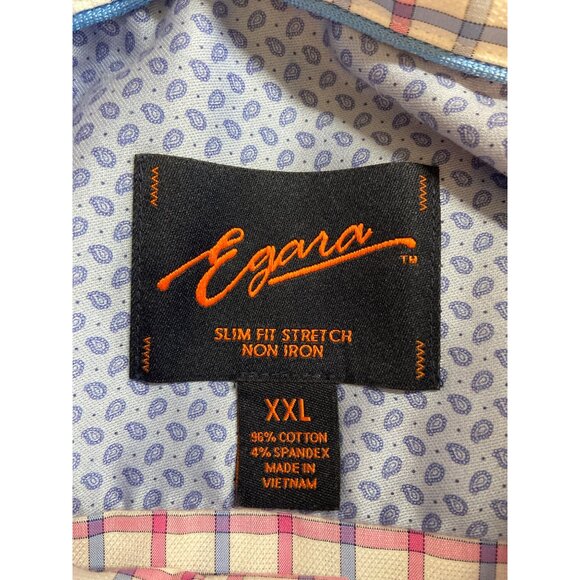 Egara
TM
SLIM FIT STRETCH
NON IRON
XXL
96% COTTON
4% SPANDEX
MADE IN
VIETNAM